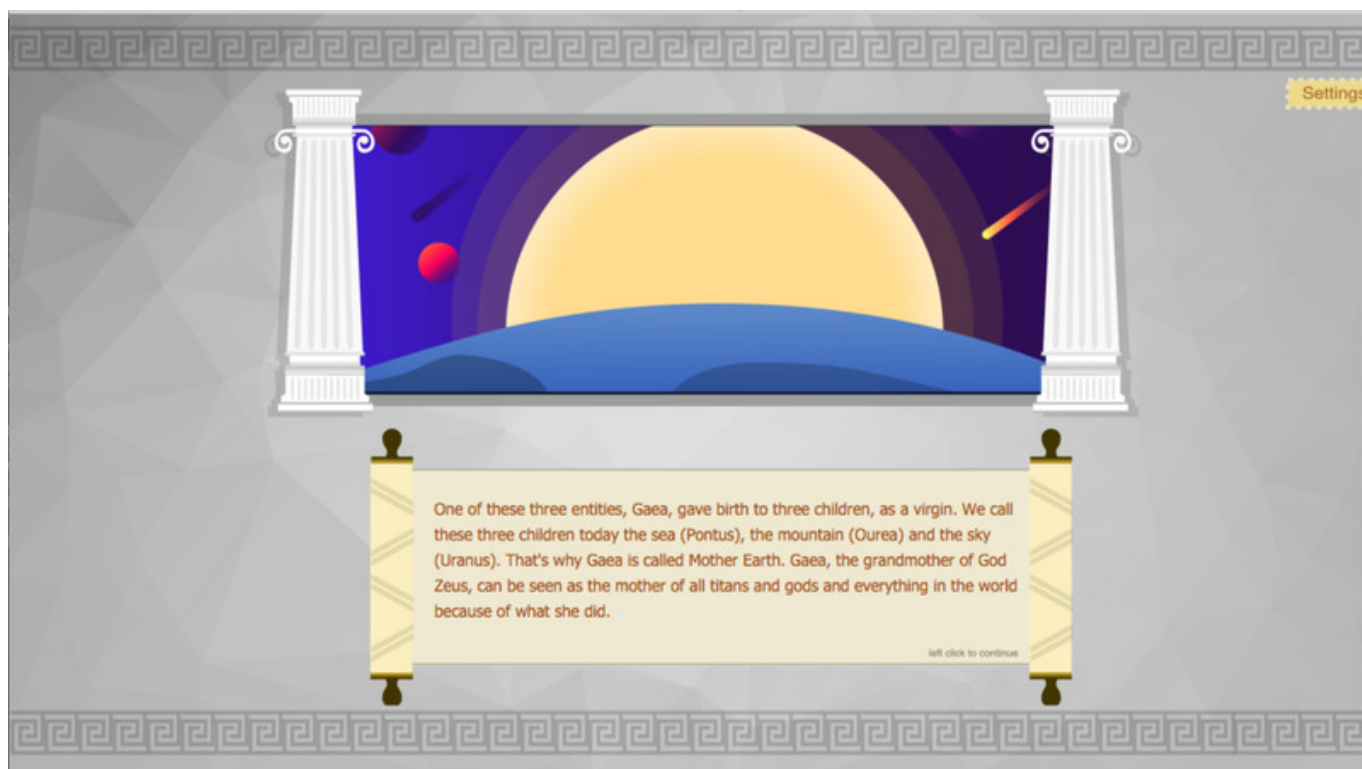 Settings
One of these three entities, Gaea, gave birth to three children, as a virgin. We call
these three children today the sea (Pontus), the mountain (Ourea) and the sky
(Uranus). That's why Gaea is called Mother Earth. Gaea, the grandmother of God
Zeus, can be seen as the mother of all titans and gods and everything in the world
because of what she did.
left click to continue